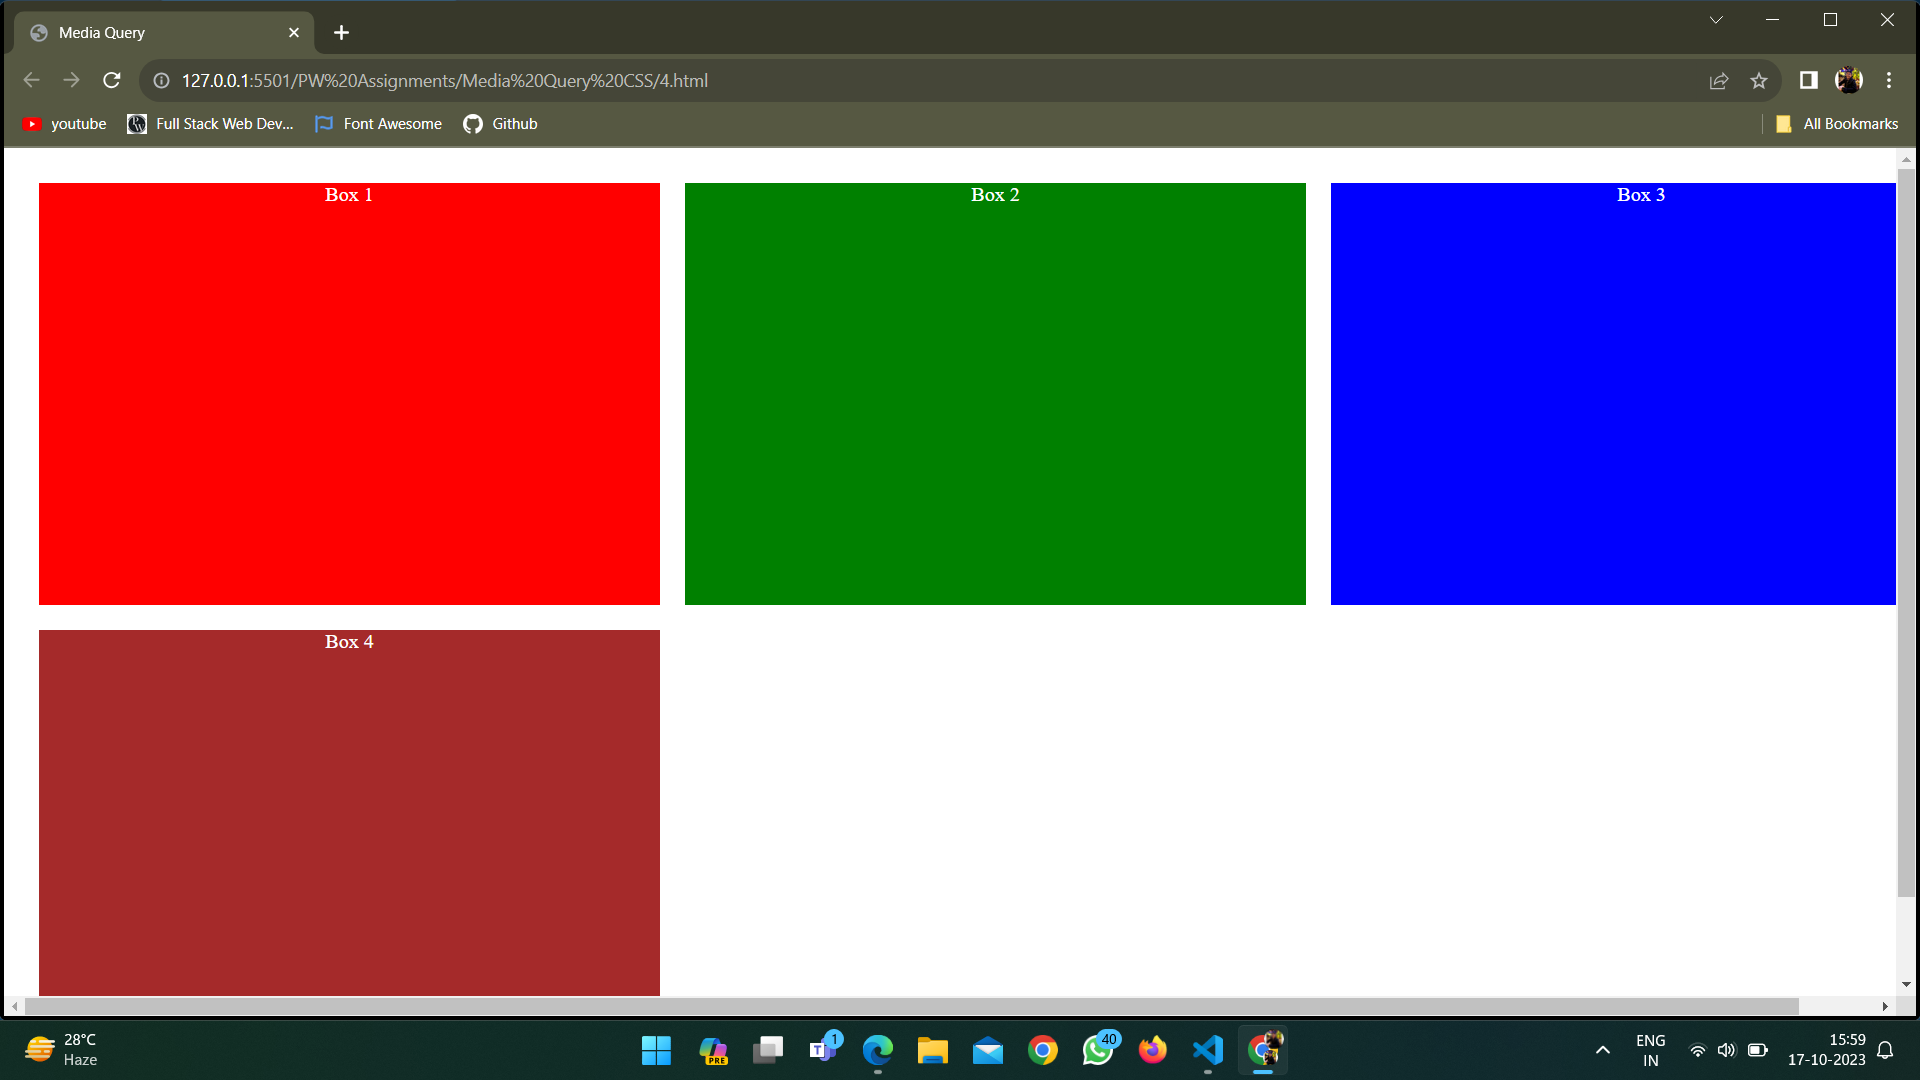 Media Query
127.0.0.1:5501/PW%20Assignments/Media%20Query%20CSS/4.html
youtube
Full Stack Web Dev...
Font Awesome
Github
All Bookmarks
Box 1
Box 2
Box 3
Box 4
28°C
Haze
PRE
T
1
40
ENG
IN
15:59
17-10-2023